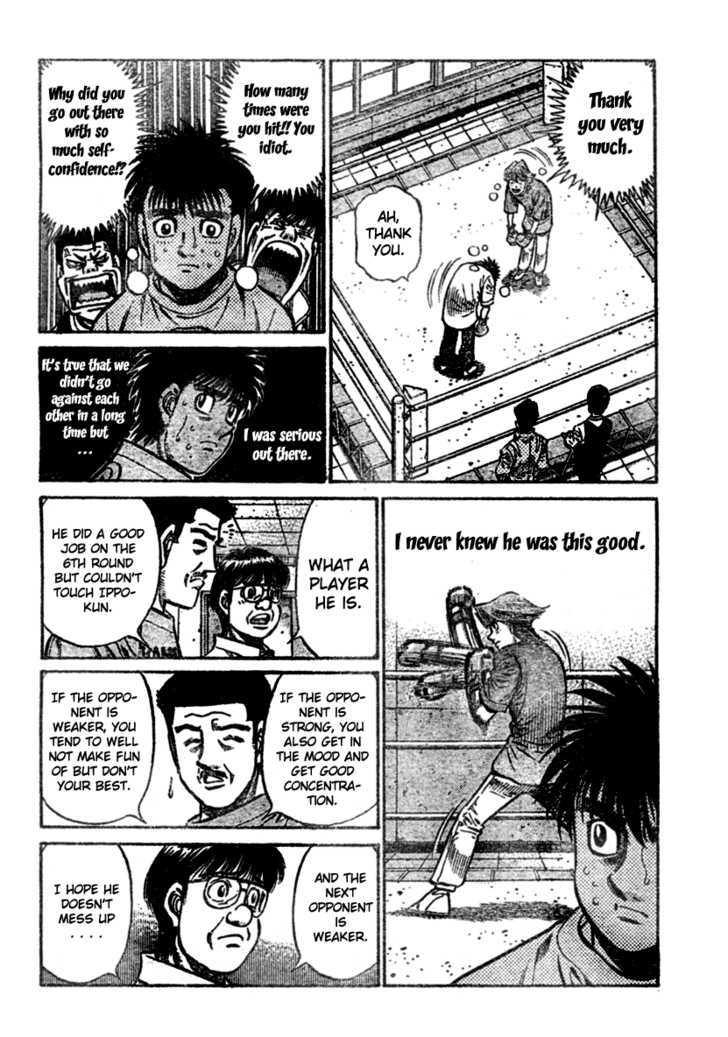 Thank
you very
much.
AH,
THANK
YOU.
How many
times were
you hit!! You
idiot.
Why did you
go out there
with so
much self-
confidence!?
It's true that we
didn't go
against each
other in a long
time but
...
I was serious
out there.
I never knew he was this good.
WHAT A
PLAYER
HE IS.
HE DID A GOOD
JOB ON THE
6TH ROUND
BUT COULDN'T
TOUCH IPPO-
KUN.
IF THE OPPO-
NENT IS
STRONG, YOU
ALSO GET IN
THE MOOD AND
GET GOOD
CONCENTRA-
TION.
IF THE OPPO-
NENT IS
WEAKER, YOU
TEND TO WELL
NOT MAKE FUN
OF BUT DON'T
YOUR BEST.
AND THE
NEXT
OPPONENT
IS
WEAKER.
I HOPE HE
DOESN'T
MESS UP
....